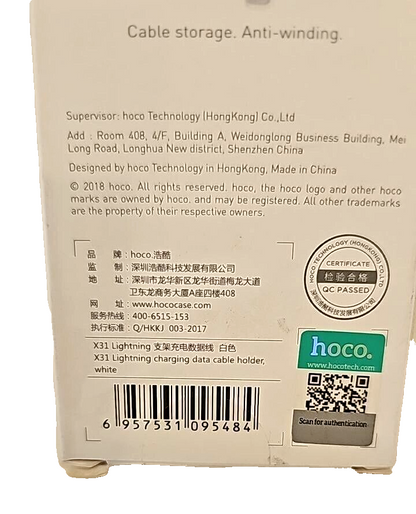 Cable storage. Anti-winding.
Supervisor: hoco Technology (HongKong) Co.,Ltd
Add : Room 408, 4/F, Building A, Weidonglong Business Building, Mei
Long Road, Longhua New district, Shenzhen China
Designed by hoco Technology in HongKong, Made in China
© 2018 hoco. All rights reserved. hoco, the hoco logo and other hoco
marks are owned by hoco. and may be registered. All other trademarks
are the property of their respective owners.
品 牌：hoco.浩酷
监 制：深圳浩酷科技发展有限公司
地 址：深圳市龙华新区龙华街道梅龙大道
卫东龙商务大厦A座四楼408
网 址：www.hococase.com
服务热线：400-6515-153
执行标准：Q/HKKJ 003-2017
X31 Lightning 支架充电数据线 白色
X31 Lightning charging data cable holder,
white
6 957531 095484
HOCO TECHNOLOGY (HONGKONG) CO.,LTD
CERTIFICATE
检验合格
QC PASSED
hoco.
www.hocotech.com
Scan for authentication